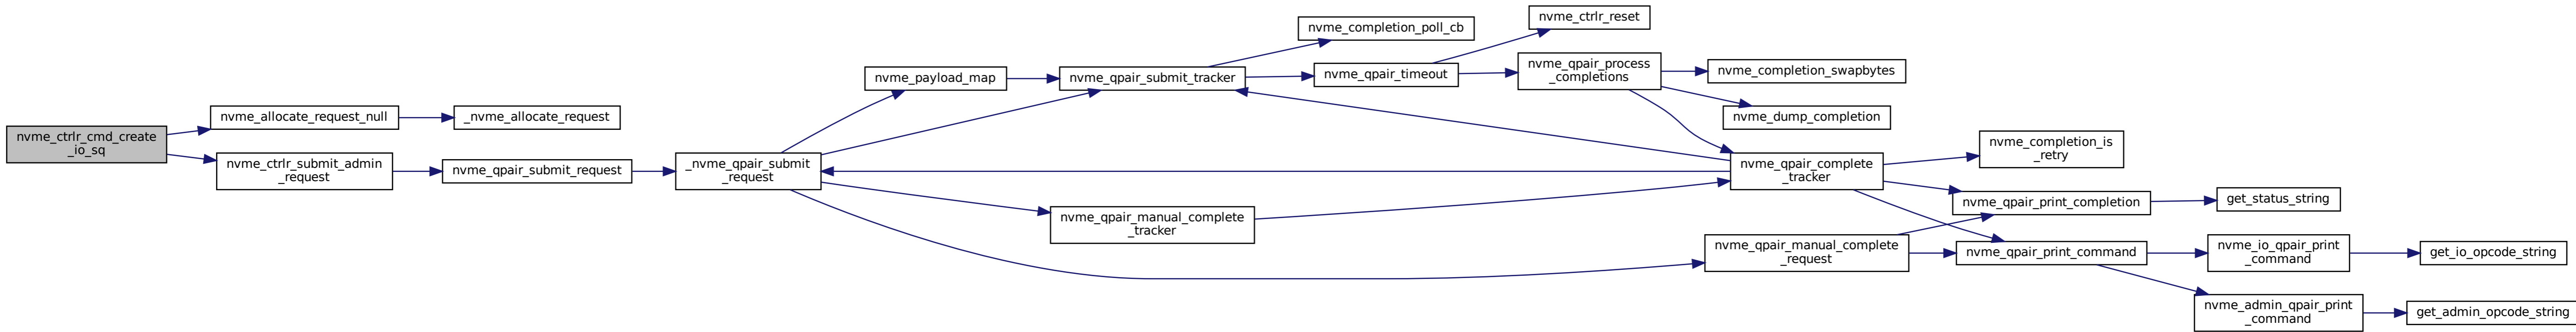 nvme_ctrlr_cmd_create
_io_sq
nvme_allocate_request_null
_nvme_allocate_request
nvme_ctrlr_submit_admin
_request
nvme_qpair_submit_request
_nvme_qpair_submit
_request
nvme_payload_map
nvme_qpair_submit_tracker
nvme_completion_poll_cb
nvme_qpair_timeout
nvme_ctrlr_reset
nvme_qpair_process
_completions
nvme_completion_swapbytes
nvme_dump_completion
nvme_qpair_complete
_tracker
nvme_completion_is
_retry
nvme_qpair_print_completion
get_status_string
nvme_qpair_manual_complete
_tracker
nvme_qpair_manual_complete
_request
nvme_qpair_print_command
nvme_io_qpair_print
_command
get_io_opcode_string
nvme_admin_qpair_print
_command
get_admin_opcode_string